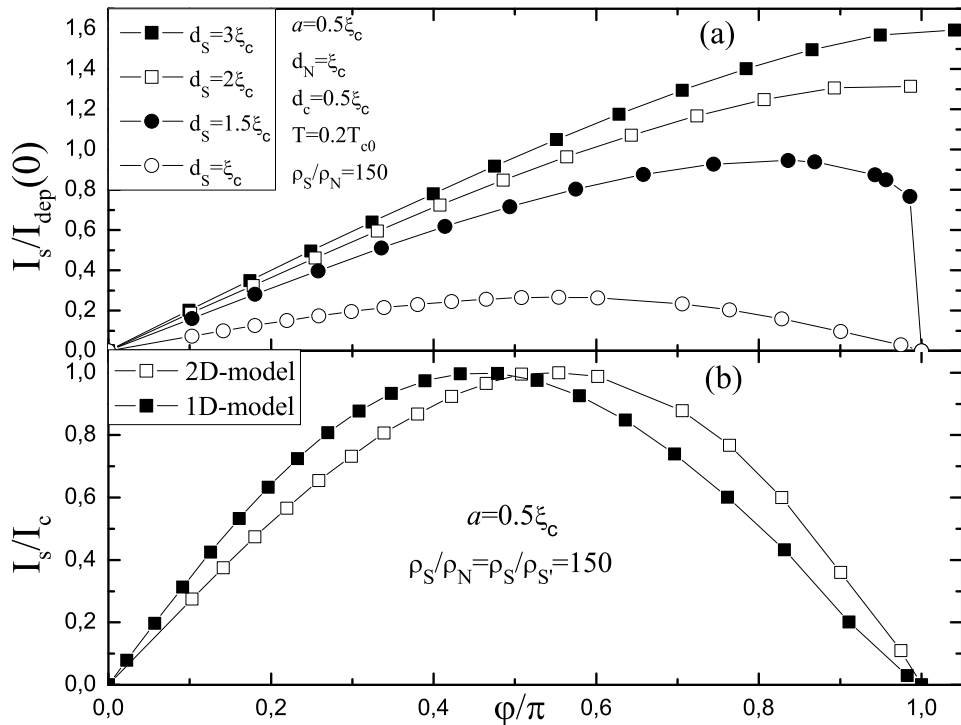 1,6
1,4
1,2
1,0
0,8
0,6
0,4
0,2
0,0
I_s/I_dep(0)
d_S=3ξ_c
d_S=2ξ_c
d_S=1.5ξ_c
d_S=ξ_c
a=0.5ξ_c
d_N=ξ_c
d_c=0.5ξ_c
T=0.2T_c0
ρ_S/ρ_N=150
(a)
1,0
0,8
0,6
0,4
0,2
0,0
I_s/I_c
2D-model
1D-model
(b)
a=0.5ξ_c
ρ_S/ρ_N=ρ_S/ρ_S'=150
0,0 0,2 0,4 0,6 0,8 1,0
φ/π